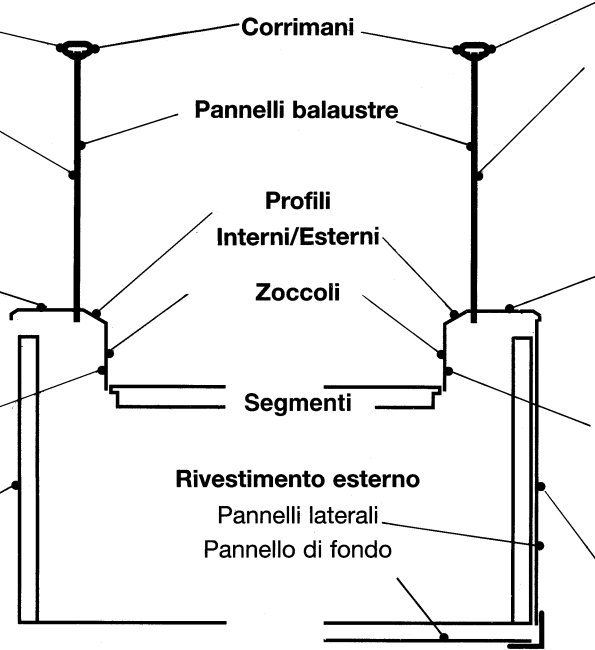 Corrimani
Pannelli balaustre
Profili
Interni/Esterni
Zoccoli
Segmenti
Rivestimento esterno
Pannelli laterali
Pannello di fondo